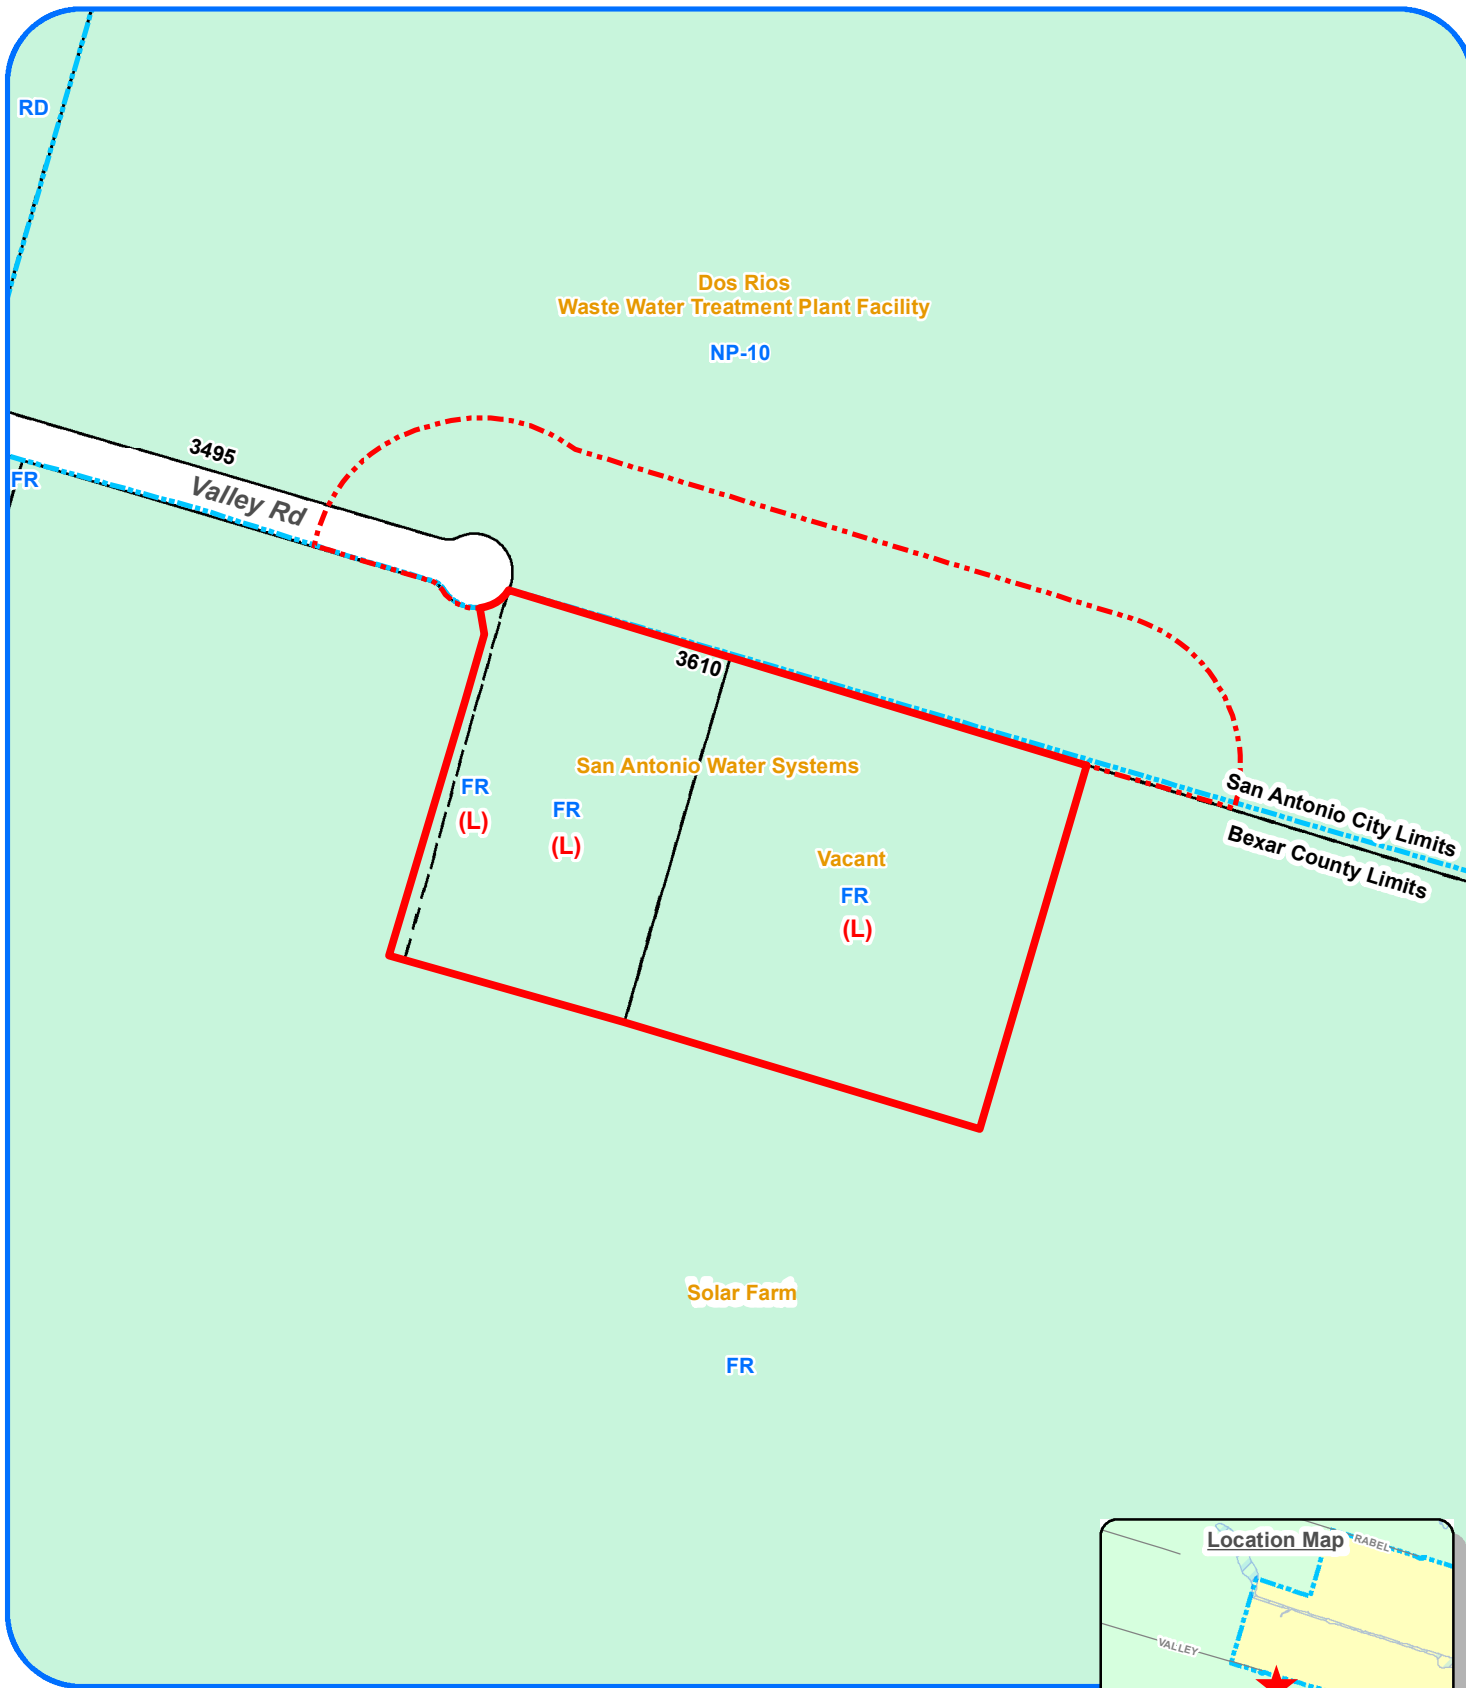 RD
Dos Rios
Waste Water Treatment Plant Facility
NP-10
3495
Valley Rd
FR
3610
San Antonio Water Systems
FR
(L)
FR
(L)
Vacant
FR
(L)
San Antonio City Limits
Bexar County Limits
Solar Farm
FR
Location Map
RABEL
VALLEY